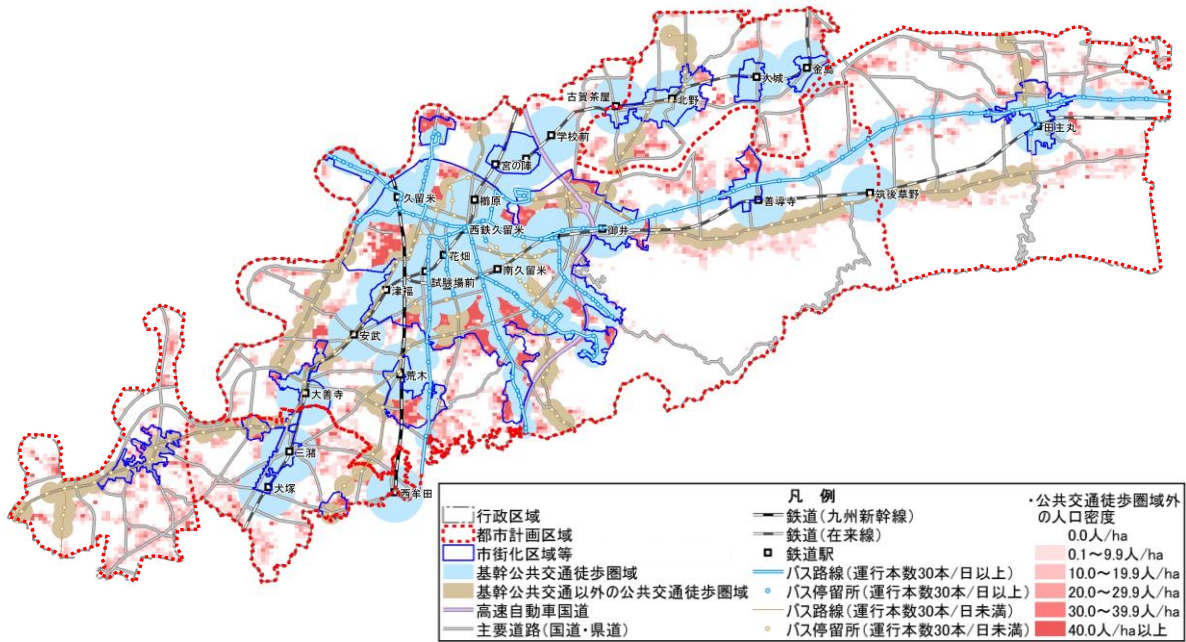 金島
大城
古賀茶屋
北野
学校前
田主丸
宮の陣
久留米
櫛原
善導寺
筑後草野
西鉄久留米
御井
花畑
南久留米
試験場前
津福
安武
荒木
大善寺
三潴
犬塚
西牟田
凡 例
行政区域
都市計画区域
市街化区域等
基幹公共交通徒歩圏域
基幹公共交通以外の公共交通徒歩圏域
高速自動車国道
主要道路(国道・県道)
鉄道(九州新幹線)
鉄道(在来線)
鉄道駅
バス路線(運行本数30本/日以上)
バス停留所(運行本数30本/日以上)
バス路線(運行本数30本/日未満)
バス停留所(運行本数30本/日未満)
・公共交通徒歩圏域外
の人口密度
0.0人/ha
0.1～9.9人/ha
10.0～19.9人/ha
20.0～29.9人/ha
30.0～39.9人/ha
40.0人/ha以上